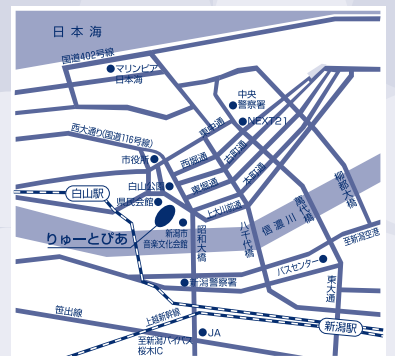 日本海
国道402号線
マリンピア
日本海
中央
警察署
NEXT21
西大通り(国道116号線)
市役所
西堀通
古町通
本町通
東堀通
上大川前通
白山公園
県民会館
白山駅
りゅーとぴあ
新潟市
音楽文化会館
昭和大橋
八千代橋
信濃川
萬代橋
柳都大橋
至新潟空港
バスセンター
東大通
新潟警察署
笹出線
上越新幹線
新潟駅
JA
至新潟バイパス
桜木IC